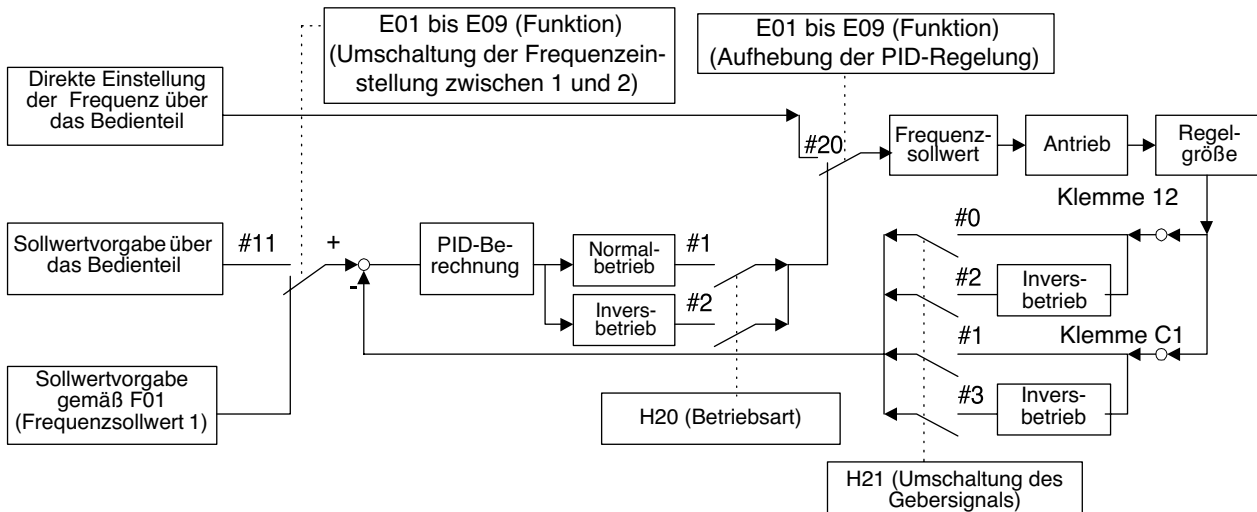 E01 bis E09 (Funktion)
(Umschaltung der Frequenzein-
stellung zwischen 1 und 2)
E01 bis E09 (Funktion)
(Aufhebung der PID-Regelung)
Direkte Einstellung
der Frequenz über
das Bedienteil
#20
Frequenz-
sollwert
Antrieb
Regel-
größe
Klemme 12
Sollwertvorgabe über
das Bedienteil
#11
+
-
PID-Be-
rechnung
Normal-
betrieb
#1
Invers-
betrieb
#2
#0
#2
Invers-
betrieb
#1
Klemme C1
#3
Invers-
betrieb
Sollwertvorgabe
gemäß F01
(Frequenzsollwert 1)
H20 (Betriebsart)
H21 (Umschaltung des
Gebersignals)